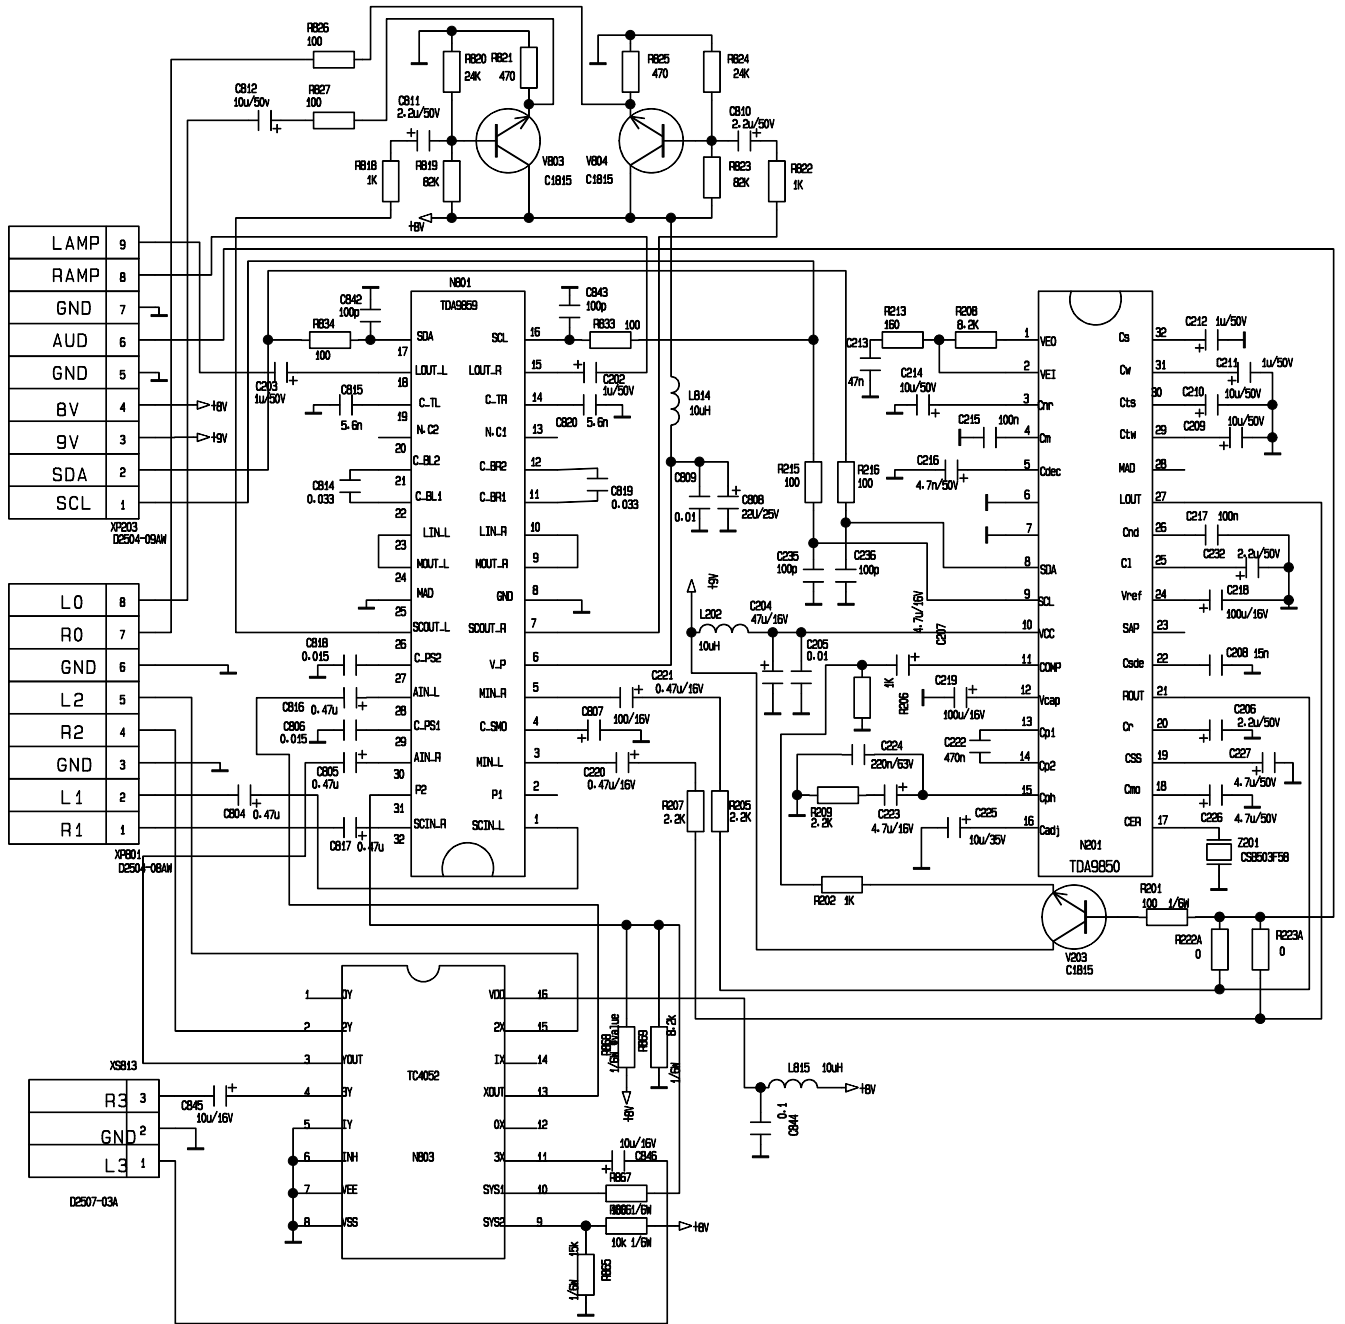 R826
100
C812
10u/50v
R827
100
C811
2.2u/50V
R820
24K
R821
470
R825
470
R824
24K
C810
2.2u/50V
R818
1K
R819
82K
V803
C1815
V804
C1815
R823
82K
R822
1K
+8V
LAMP 9
RAMP 8
GND 7
AUD 6
GND 5
8V 4
9V 3
SDA 2
SCL 1
+8V
+9V
XP203
D2504-09AW
C842
100p
R834
100
C203
1u/50V
C815
5.6n
C814
0.033
N801
TDA9859
SDA 17
LOUT_L 18
C_TL 19
N.C2 20
C_BL2 21
C_BL1 22
LIN_L 23
MOUT_L 24
MAD 25
SCOUT_L 26
C_PS2 27
AIN_L 28
C_PS1 29
AIN_R 30
P2 31
SCIN_R 32
SCL 16
LOUT_R 15
C_TR 14
N.C1 13
C_BR2 12
C_BR1 11
LIN_R 10
MOUT_R 9
GND 8
SCOUT_R 7
V_P 6
MIN_R 5
C_SMO 4
MIN_L 3
P1 2
SCIN_L 1
C843
100p
R833 100
C202
1u/50V
C820 5.6n
C819
0.033
L814
10uH
C809
0.01
C808
22U/25V
R215
100
R216
100
C235
100p
C236
100p
+9V
L202
10uH
C204
47u/16V
C205
0.01
C221
0.47u/16V
100/16V
C807
C220
0.47u/16V
R207
2.2K
R205
2.2K
C818
0.015
C816 0.47u
C806
0.015
C805
0.47u
C804 0.47u
C817 0.47u
LO 8
RO 7
GND 6
L2 5
R2 4
GND 3
L1 2
R1 1
XP801
D2504-08AW
R213
160
R208
8.2K
C213
47n
C214
10u/50V
C215 100n
C216
4.7n/50V
4.7u/16V
C207
1K
R206
C219
100u/16V
C222
470n
C224
220n/63V
R209
2.2K
C223
4.7u/16V
C225
10u/35V
R202 1K
1 VEO
2 VEI
3 Cnr
4 Cm
5 Cdec
6
7
8 SDA
9 SCL
10 VCC
11 COMP
12 Vcap
13 Cp1
14 Cp2
15 Cph
16 Cadj
Cs 32
Cw 31
Cts 30
Ctw 29
MAD 28
LOUT 27
Cnd 26
C1 25
Vref 24
SAP 23
Csde 22
ROUT 21
Cr 20
CSS 19
Cmo 18
CER 17
N201
TDA9850
C212 1u/50V
C211 1u/50V
C210 10u/50V
C209 10u/50V
C217 100n
C232 2.2u/50V
C218
100u/16V
C208 15n
C206
2.2u/50V
C227
4.7u/50V
C226 4.7u/50V
Z201
CSB503F58
V203
C1815
R201
100 1/6W
R222A
0
R223A
0
XS813
R3 3
GND 2
L3 1
D2507-03A
C845
10u/16V
1 0Y
2 2Y
3 YOUT
4 3Y
5 IY
6 INH
7 VEE
8 VSS
TC4052
N803
VDD 16
2X 15
IX 14
XOUT 13
0X 12
3X 11
SYS1 10
SYS2 9
R868
1/6W
R869
8.2k
1/6W
+8V
10u/16V
C846
R867
1/6W
10k 1/6W
+8V
15k
1/6W
R865
L815 10uH
+8V
0.1
C844